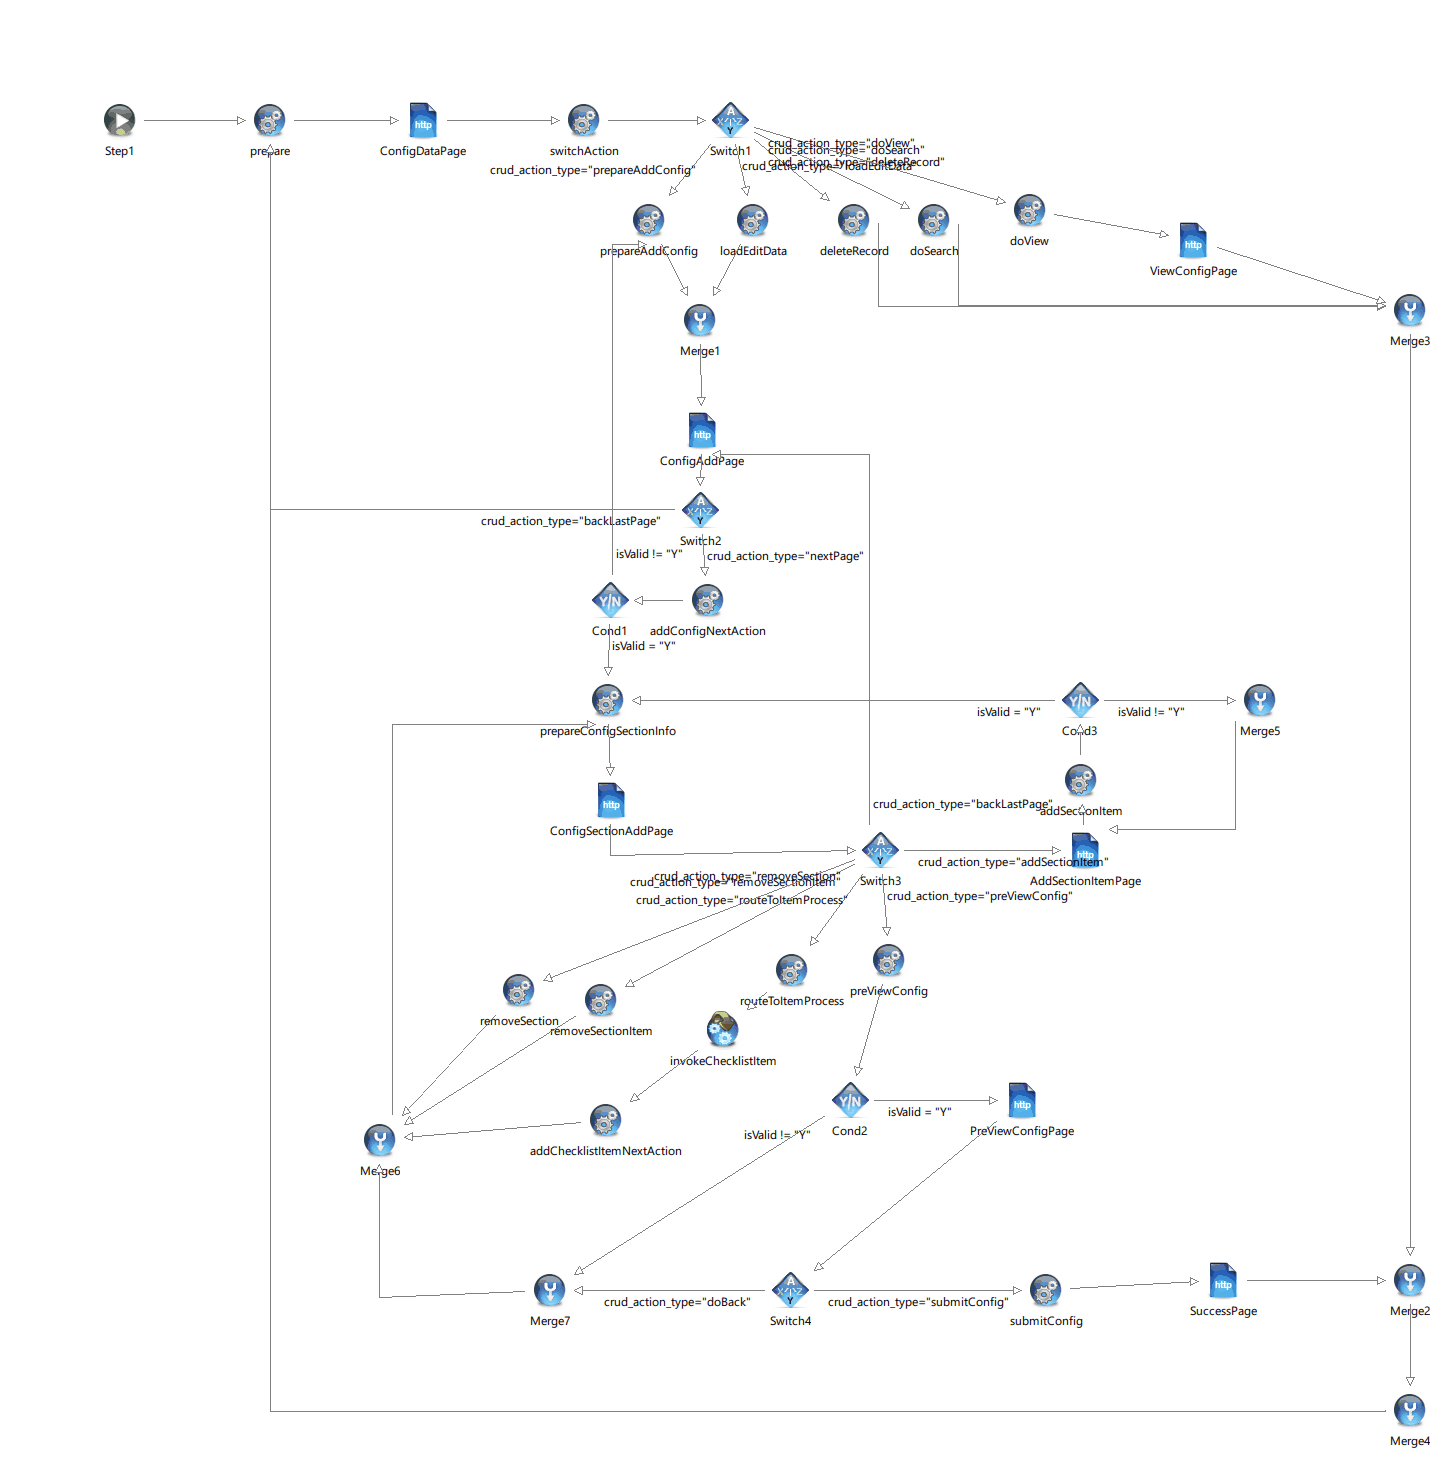 Step1
prepare
http
ConfigDataPage
switchAction
A
X Z
Y
Switch1
crud_action_type="doView"
crud_action_type="doSearch"
crud_action_type="deleteRecord"
crud_action_type="loadEditData"
crud_action_type="prepareAddConfig"
prepareAddConfig
loadEditData
deleteRecord
doSearch
doView
http
ViewConfigPage
Merge1
Merge3
http
ConfigAddPage
A
X Z
Y
Switch2
crud_action_type="backLastPage"
isValid != "Y"
crud_action_type="nextPage"
Y/N
Cond1
addConfigNextAction
isValid = "Y"
prepareConfigSectionInfo
isValid = "Y"
Y/N
Cond3
isValid != "Y"
Merge5
http
ConfigSectionAddPage
crud_action_type="backLastPage"
addSectionItem
A
X Z
Y
Switch3
crud_action_type="addSectionItem"
http
AddSectionItemPage
crud_action_type="removeSection"
crud_action_type="removeSectionItem"
crud_action_type="routeToItemProcess"
crud_action_type="preViewConfig"
removeSection
removeSectionItem
routeToItemProcess
preViewConfig
invokeChecklistItem
Y/N
Cond2
isValid = "Y"
http
PreViewConfigPage
isValid != "Y"
addChecklistItemNextAction
Merge6
Merge7
crud_action_type="doBack"
A
X Z
Y
Switch4
crud_action_type="submitConfig"
submitConfig
http
SuccessPage
Merge2
Merge4